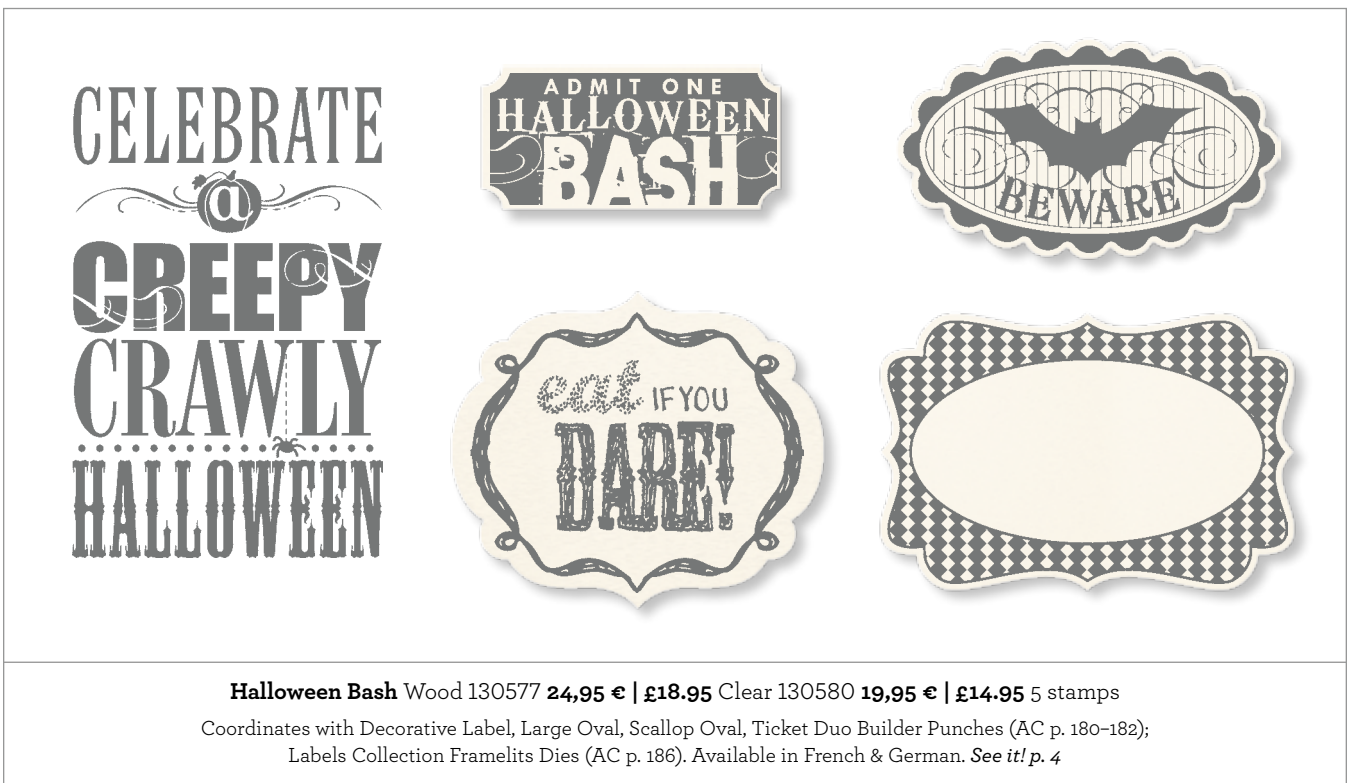 CELEBRATE
@
CREEPY
CRAWLY
HALLOWEEN
ADMIT ONE
HALLOWEEN
BASH
BEWARE
eat IF YOU
DARE!
Halloween Bash Wood 130577 24,95 € | £18.95 Clear 130580 19,95 € | £14.95 5 stamps
Coordinates with Decorative Label, Large Oval, Scallop Oval, Ticket Duo Builder Punches (AC p. 180–182);
Labels Collection Framelits Dies (AC p. 186). Available in French & German. See it! p. 4